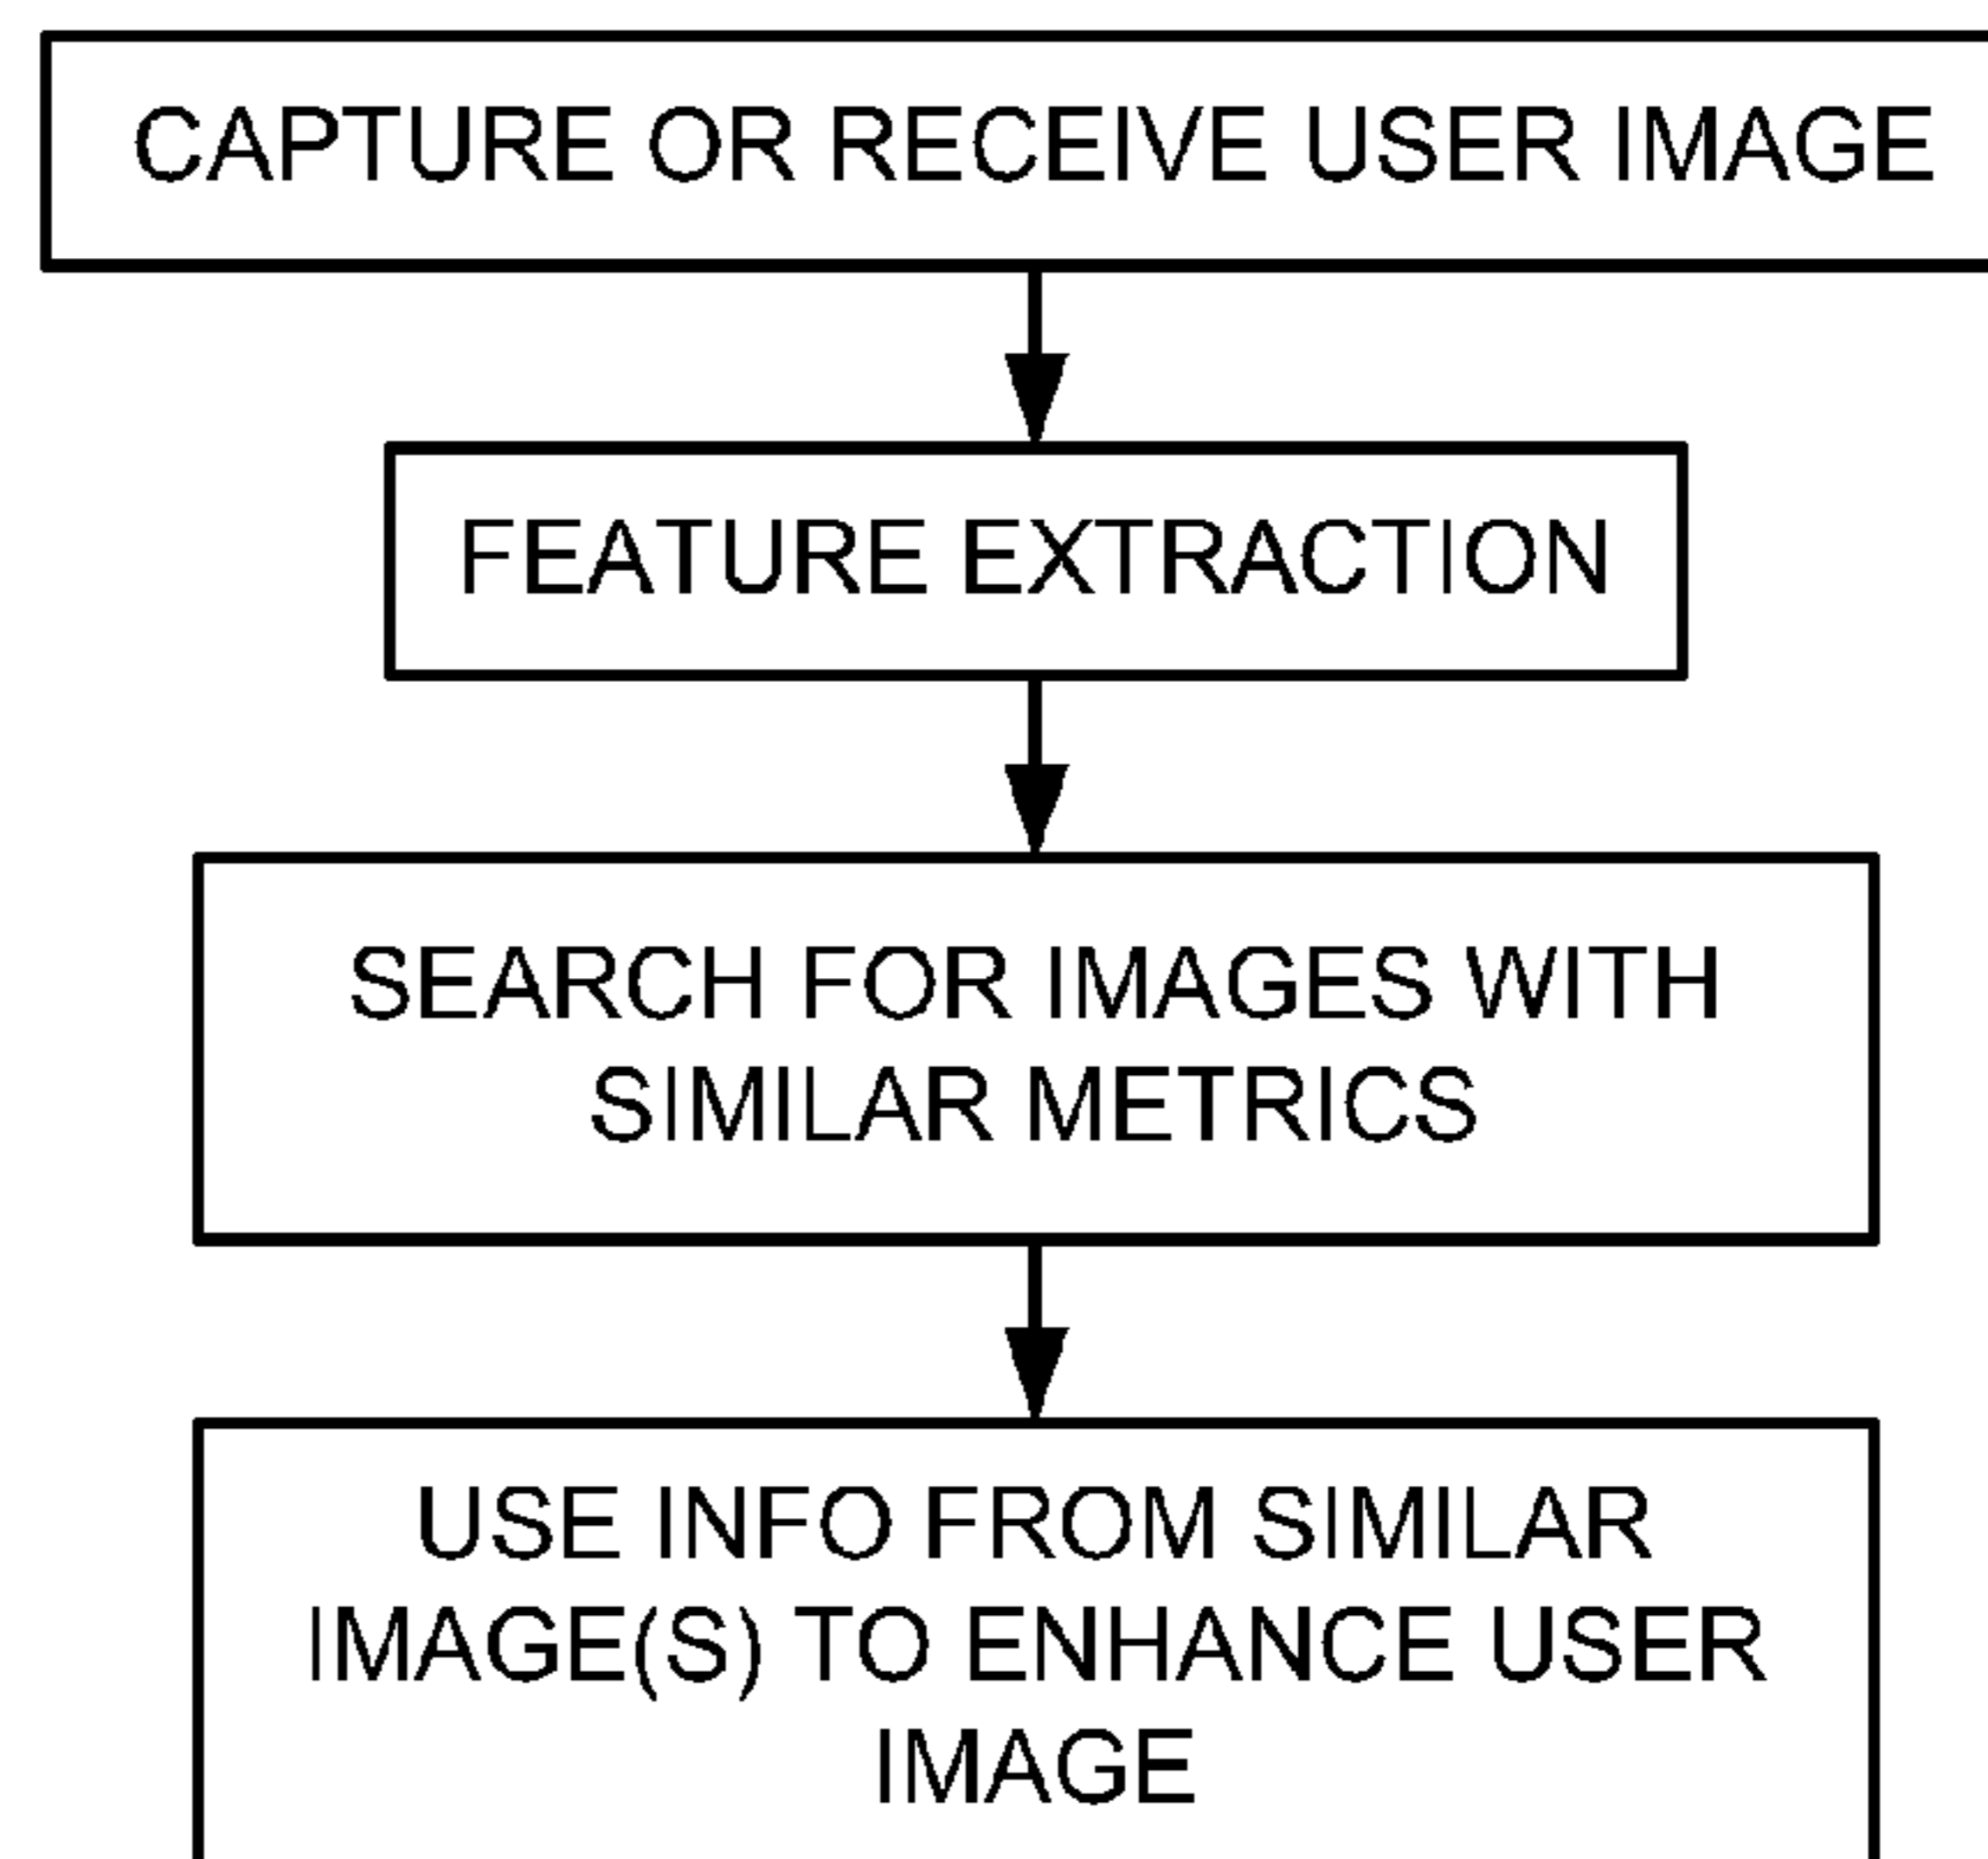 CAPTURE OR RECEIVE USER IMAGE
FEATURE EXTRACTION
SEARCH FOR IMAGES WITH
SIMILAR METRICS
USE INFO FROM SIMILAR
IMAGE(S) TO ENHANCE USER
IMAGE